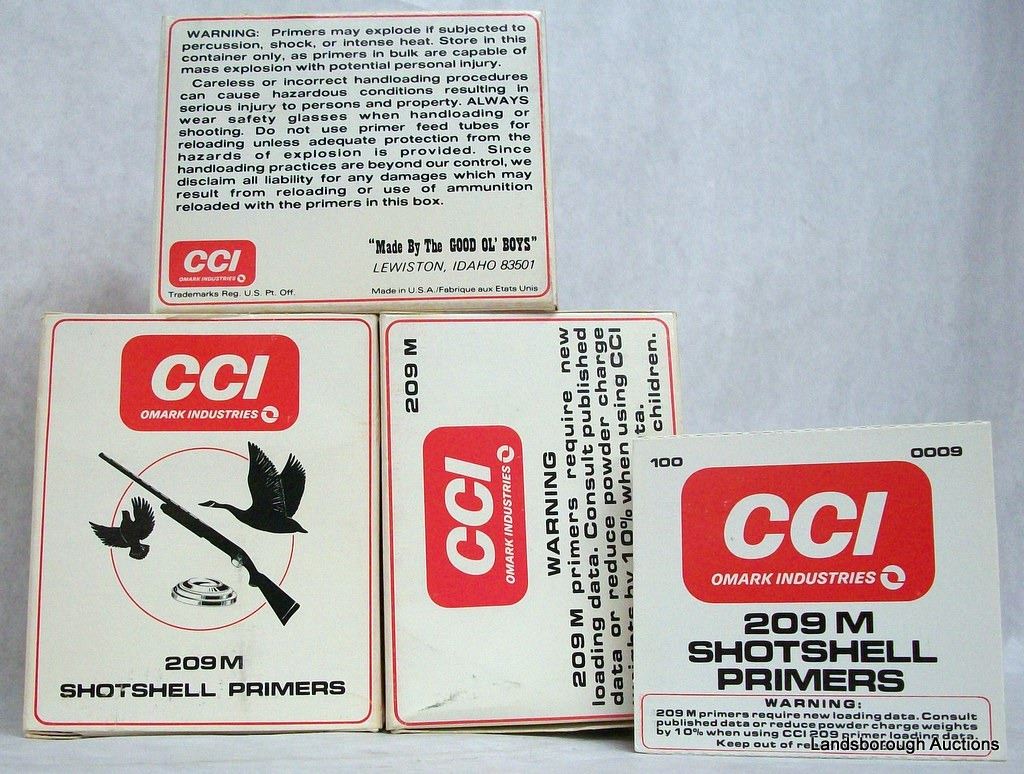 WARNING: Primers may explode if subjected to
percussion, shock, or intense heat. Store in this
container only, as primers in bulk are capable of
mass explosion with potential personal injury.
Careless or incorrect handloading procedures
can cause hazardous conditions resulting in
serious injury to persons and property. ALWAYS
wear safety glasses when handloading or
shooting. Do not use primer feed tubes for
reloading unless adequate protection from the
hazards of explosion is provided. Since
handloading practices are beyond our control, we
disclaim all liability for any damages which may
result from reloading or use of ammunition
reloaded with the primers in this box.
CCI
OMARK INDUSTRIES
Trademarks Reg. U.S. Pt. Off.
"Made By The GOOD OL' BOYS"
LEWISTON, IDAHO 83501
Made in U.S.A./Fabrique aux Etats Unis
CCI
OMARK INDUSTRIES
209 M
SHOTSHELL PRIMERS
209 M
CCI
OMARK INDUSTRIES
WARNING
209 M primers require new
loading data. Consult published
data or reduce powder charge
by 10% when using CCI
ta.
children.
100
0009
CCI
OMARK INDUSTRIES
209 M
SHOTSHELL
PRIMERS
WARNING:
209 M primers require new loading data. Consult
published data or reduce powder charge weights
by 10% when using CCI 209 primer loading data.
Keep out of
Landsborough Auctions